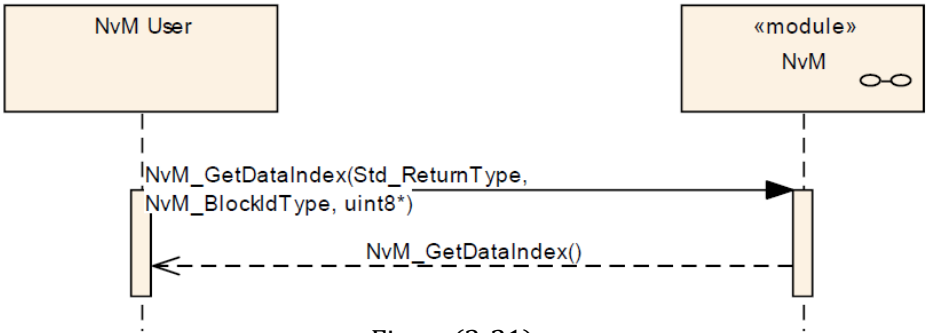 NvM User
«module»
NvM
NvM_GetDataIndex(Std_ReturnType,
NvM_BlockIdType, uint8*)
NvM_GetDataIndex()